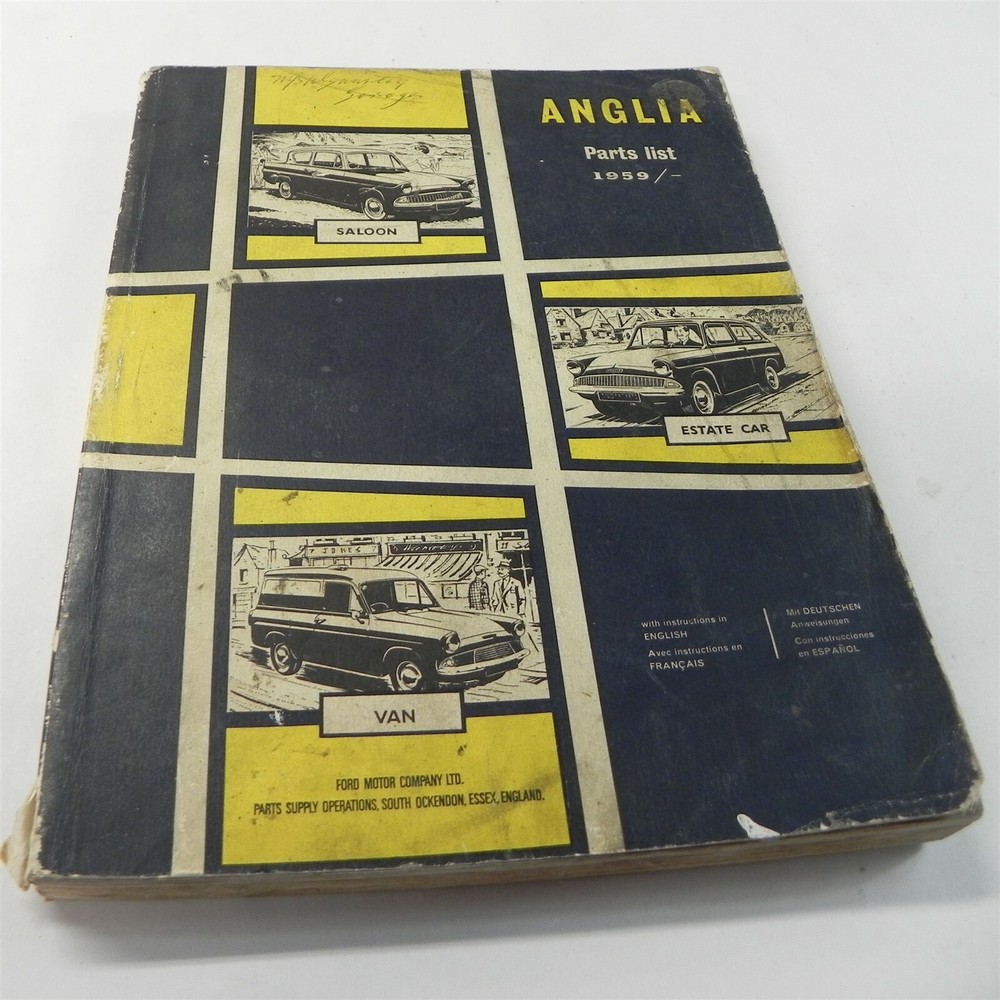 ANGLIA
Parts list
1959/-
SALOON
ESTATE CAR
T JONES
VAN
with instructions in
ENGLISH
Avec instructions en
FRANÇAIS
Mit DEUTSCHEN
Anweisungen
Con instrucciones
en ESPAÑOL
FORD MOTOR COMPANY LTD.
PARTS SUPPLY OPERATIONS, SOUTH OCKENDON, ESSEX, ENGLAND.